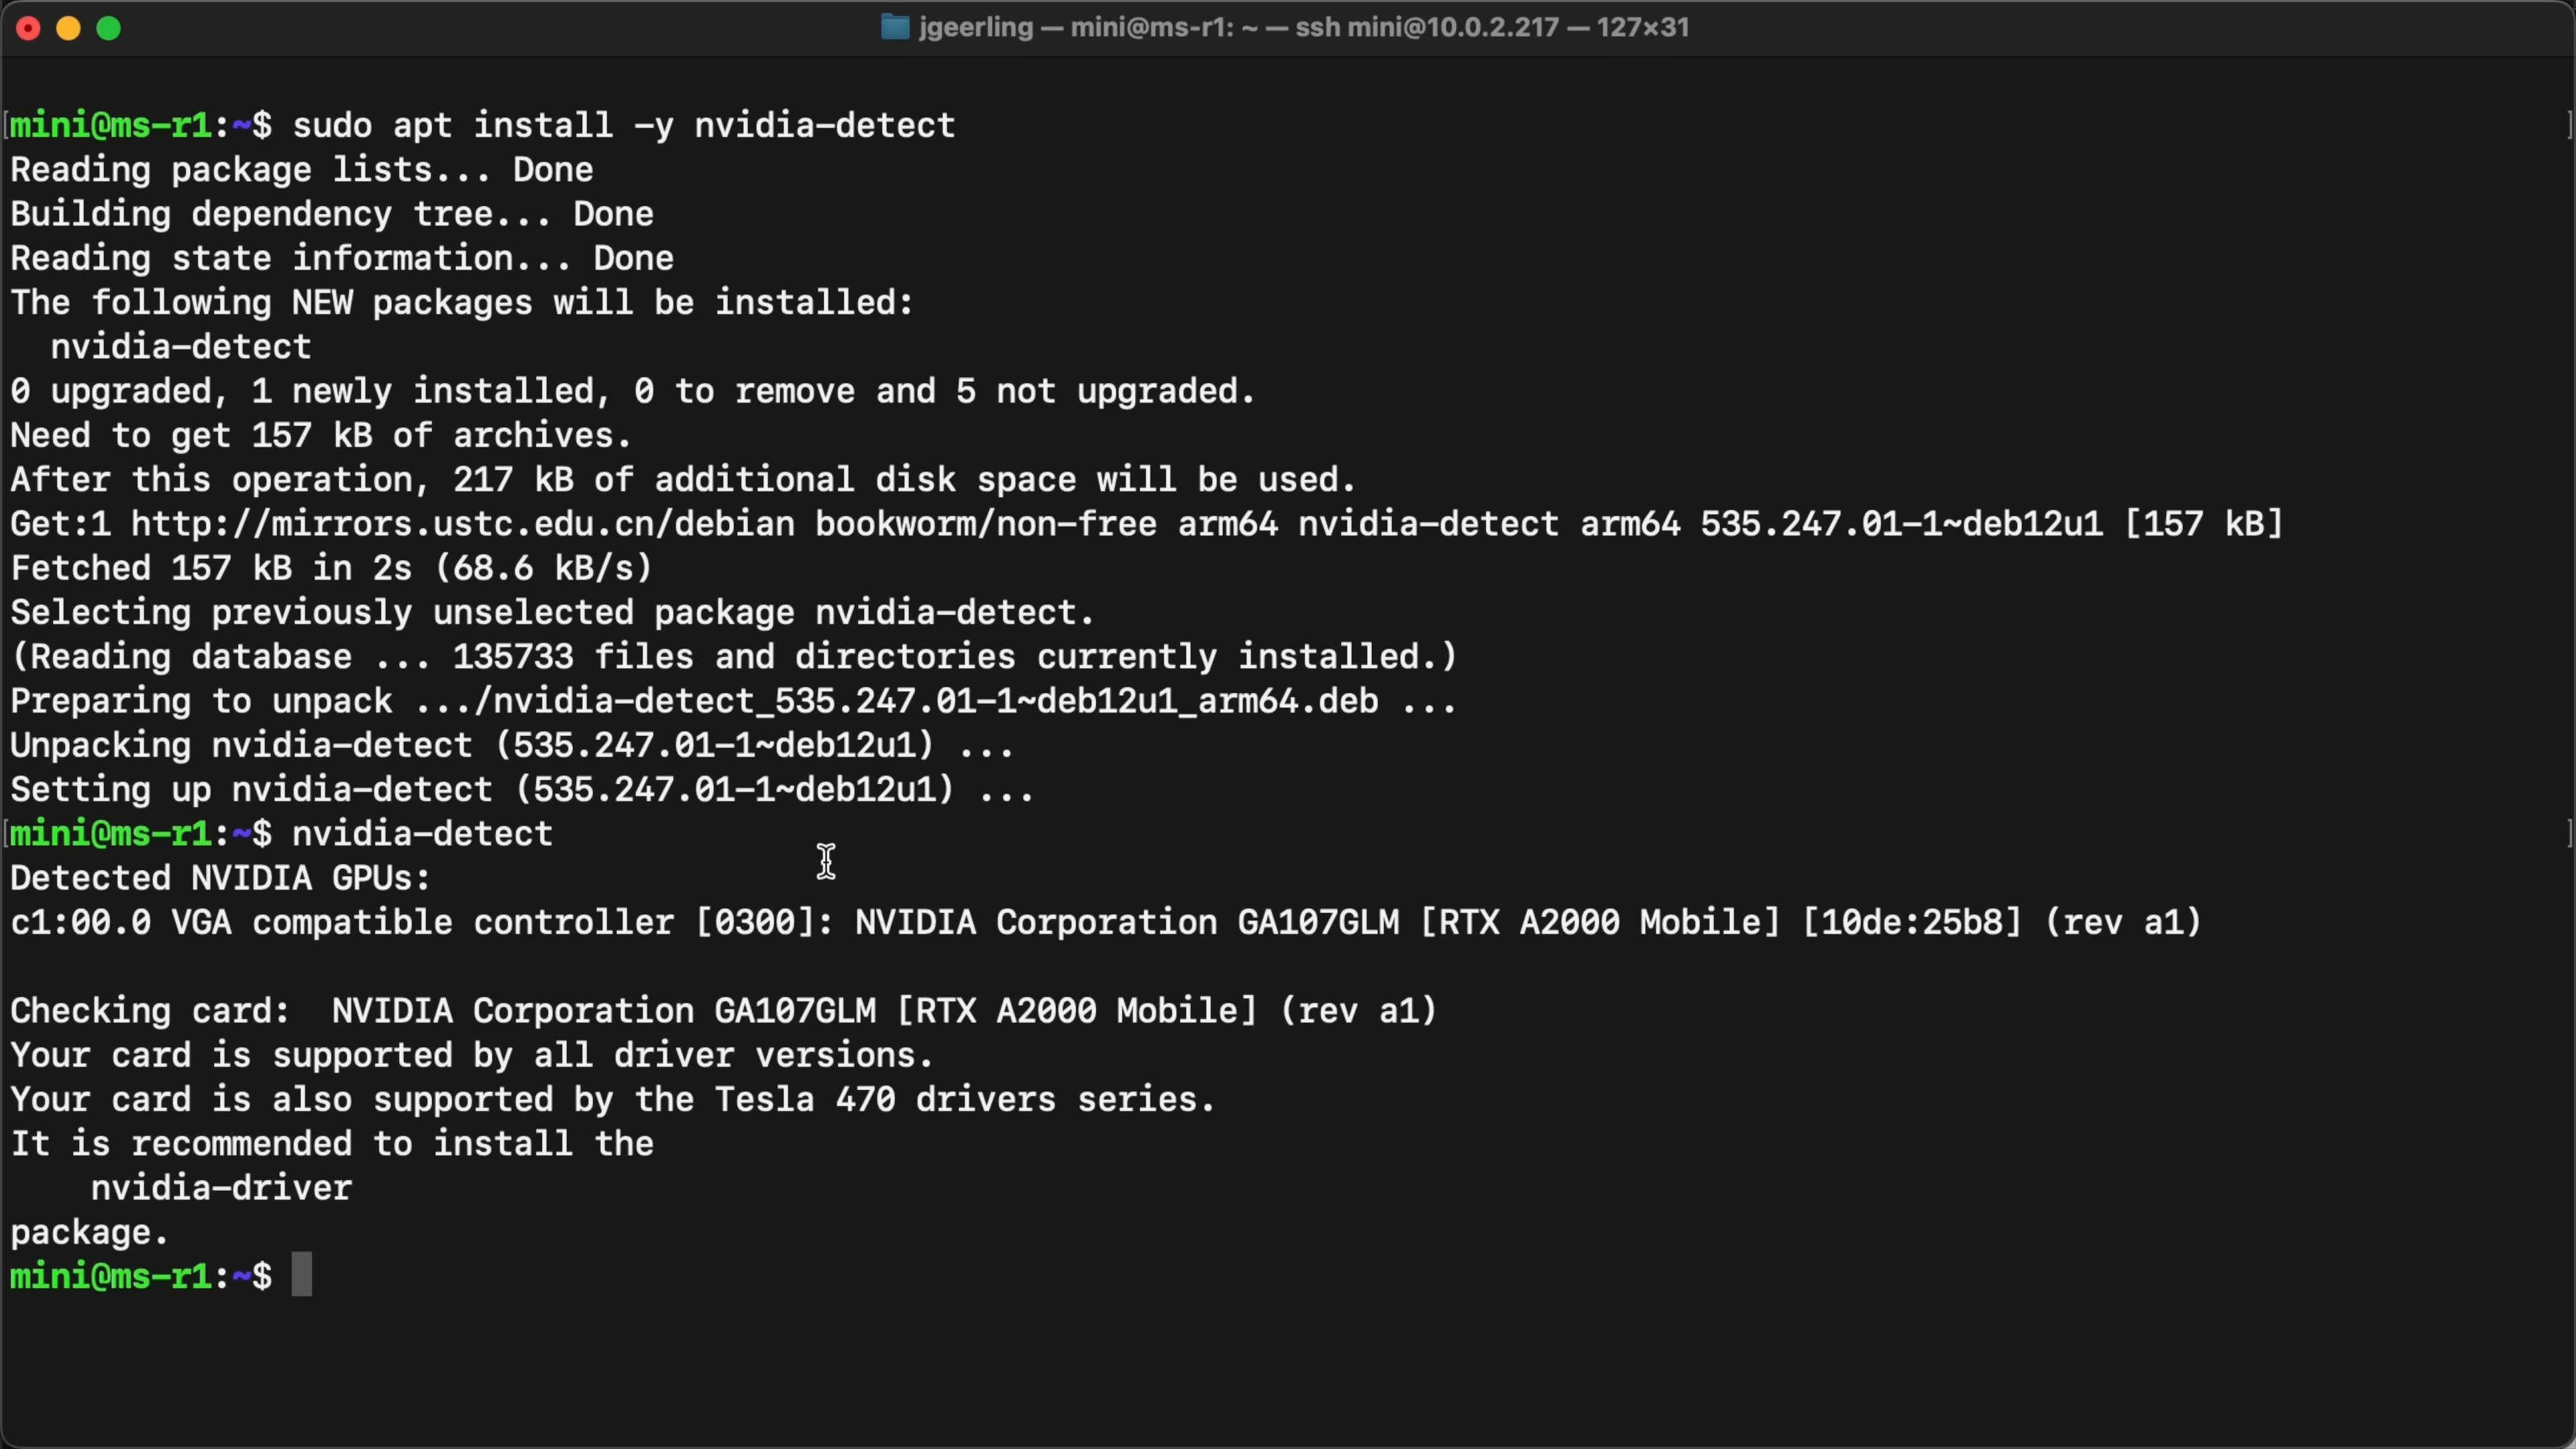 jgeerling — mini@ms-r1: ~ — ssh mini@10.0.2.217 — 127×31
[mini@ms-r1:~$ sudo apt install -y nvidia-detect ]
Reading package lists... Done
Building dependency tree... Done
Reading state information... Done
The following NEW packages will be installed:
  nvidia-detect
0 upgraded, 1 newly installed, 0 to remove and 5 not upgraded.
Need to get 157 kB of archives.
After this operation, 217 kB of additional disk space will be used.
Get:1 http://mirrors.ustc.edu.cn/debian bookworm/non-free arm64 nvidia-detect arm64 535.247.01-1~deb12u1 [157 kB]
Fetched 157 kB in 2s (68.6 kB/s)
Selecting previously unselected package nvidia-detect.
(Reading database ... 135733 files and directories currently installed.)
Preparing to unpack .../nvidia-detect_535.247.01-1~deb12u1_arm64.deb ...
Unpacking nvidia-detect (535.247.01-1~deb12u1) ...
Setting up nvidia-detect (535.247.01-1~deb12u1) ...
[mini@ms-r1:~$ nvidia-detect ]
Detected NVIDIA GPUs:
c1:00.0 VGA compatible controller [0300]: NVIDIA Corporation GA107GLM [RTX A2000 Mobile] [10de:25b8] (rev a1)

Checking card:  NVIDIA Corporation GA107GLM [RTX A2000 Mobile] (rev a1)
Your card is supported by all driver versions.
Your card is also supported by the Tesla 470 drivers series.
It is recommended to install the
    nvidia-driver
package.
mini@ms-r1:~$